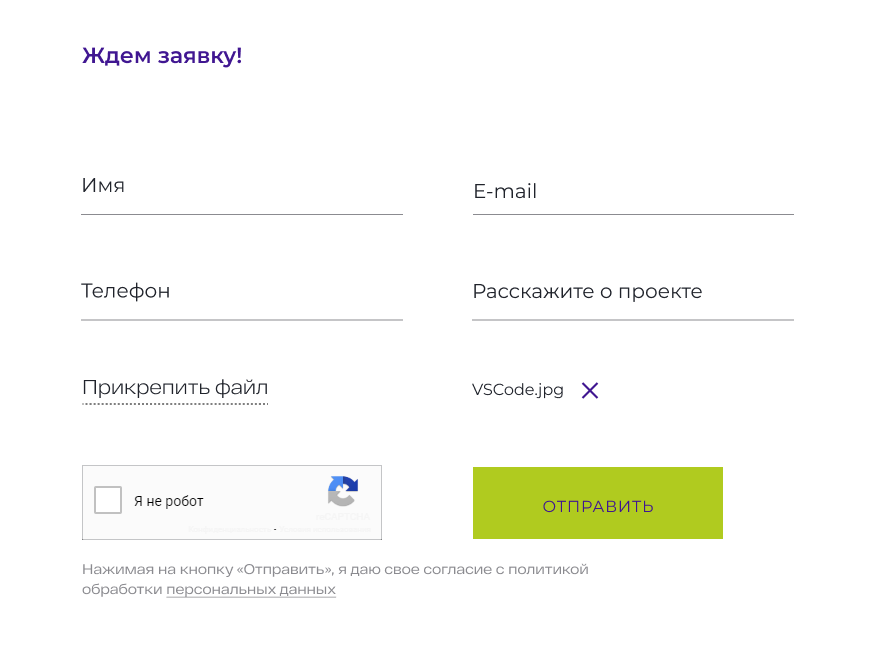 Ждем заявку!
Имя
E-mail
Телефон
Расскажите о проекте
Прикрепить файл
VSCode.jpg
Я не робот
reCAPTCHA
ОТПРАВИТЬ
Нажимая на кнопку «Отправить», я даю свое согласие с политикой
обработки персональных данных